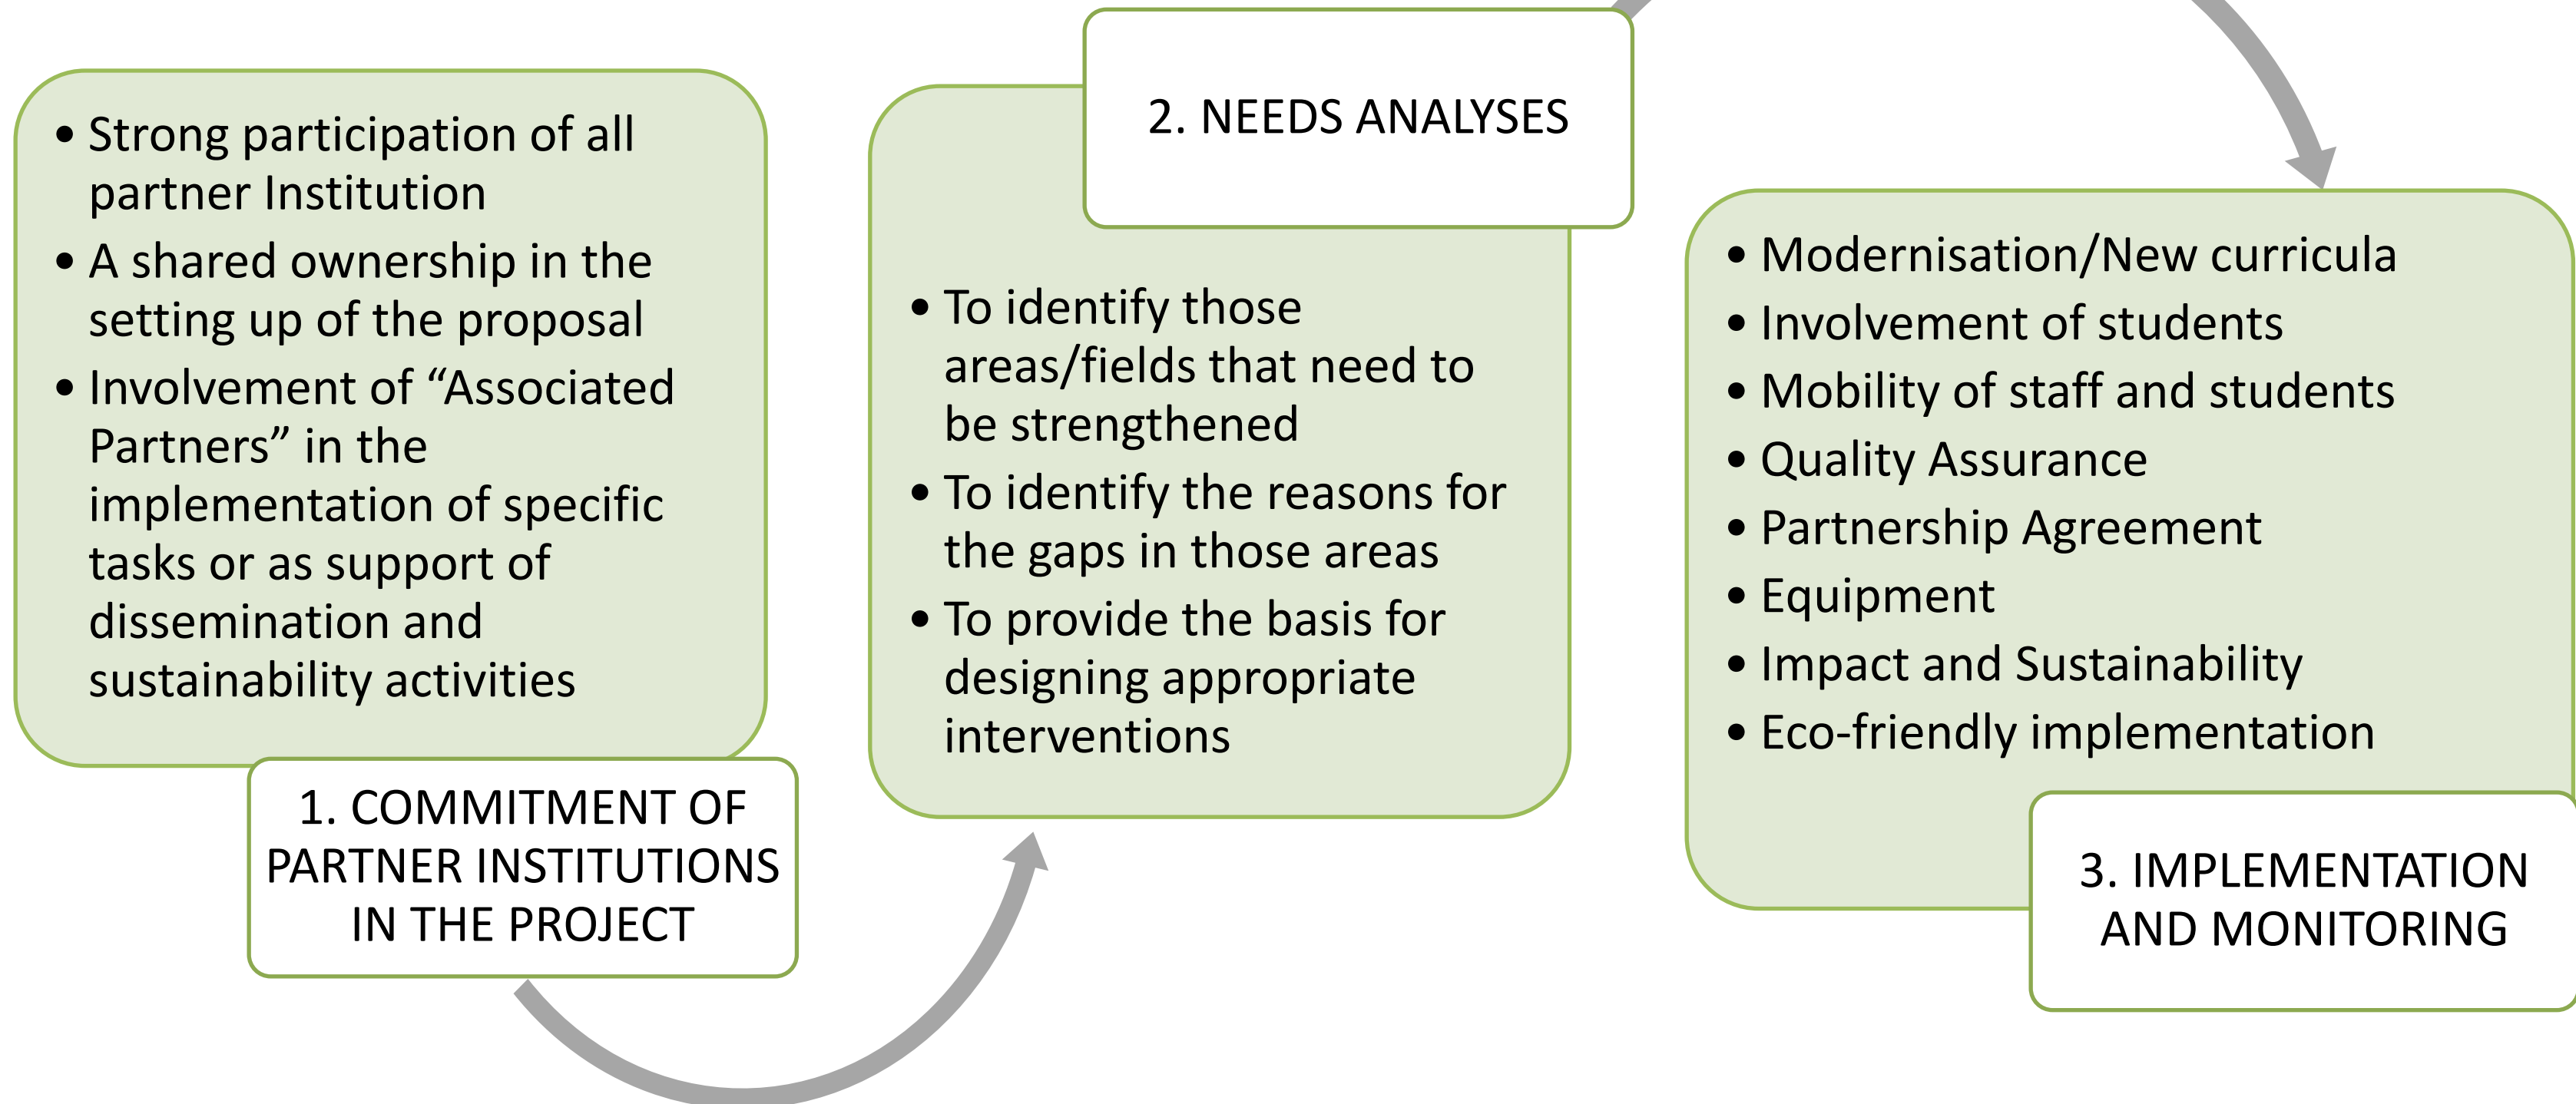 • Strong participation of all
partner Institution
• A shared ownership in the
setting up of the proposal
• Involvement of “Associated
Partners” in the
implementation of specific
tasks or as support of
dissemination and
sustainability activities
1. COMMITMENT OF
PARTNER INSTITUTIONS
IN THE PROJECT
2. NEEDS ANALYSES
• To identify those
areas/fields that need to
be strengthened
• To identify the reasons for
the gaps in those areas
• To provide the basis for
designing appropriate
interventions
• Modernisation/New curricula
• Involvement of students
• Mobility of staff and students
• Quality Assurance
• Partnership Agreement
• Equipment
• Impact and Sustainability
• Eco-friendly implementation
3. IMPLEMENTATION
AND MONITORING